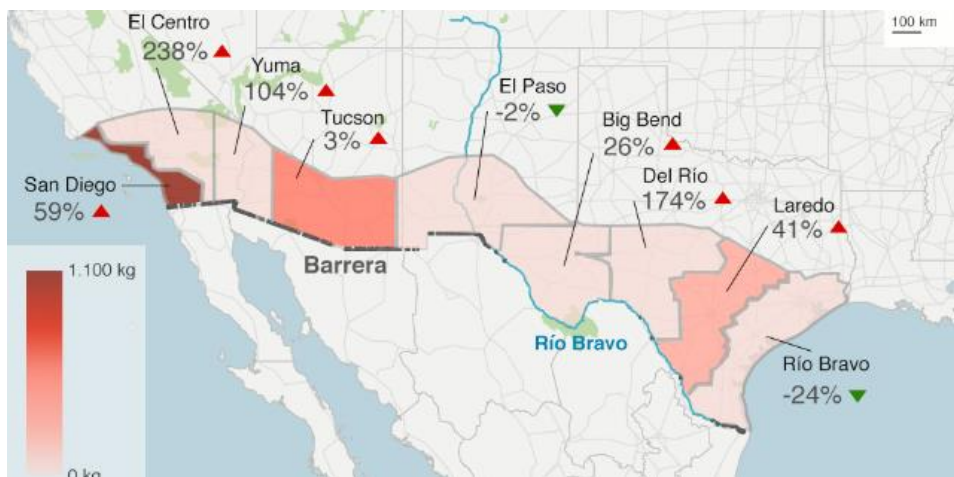 100 km
El Centro
238%
Yuma
104%
Tucson
3%
El Paso
-2%
Big Bend
26%
Del Río
174%
Laredo
41%
San Diego
59%
Barrera
Río Bravo
Río Bravo
-24%
1.100 kg
0 kg